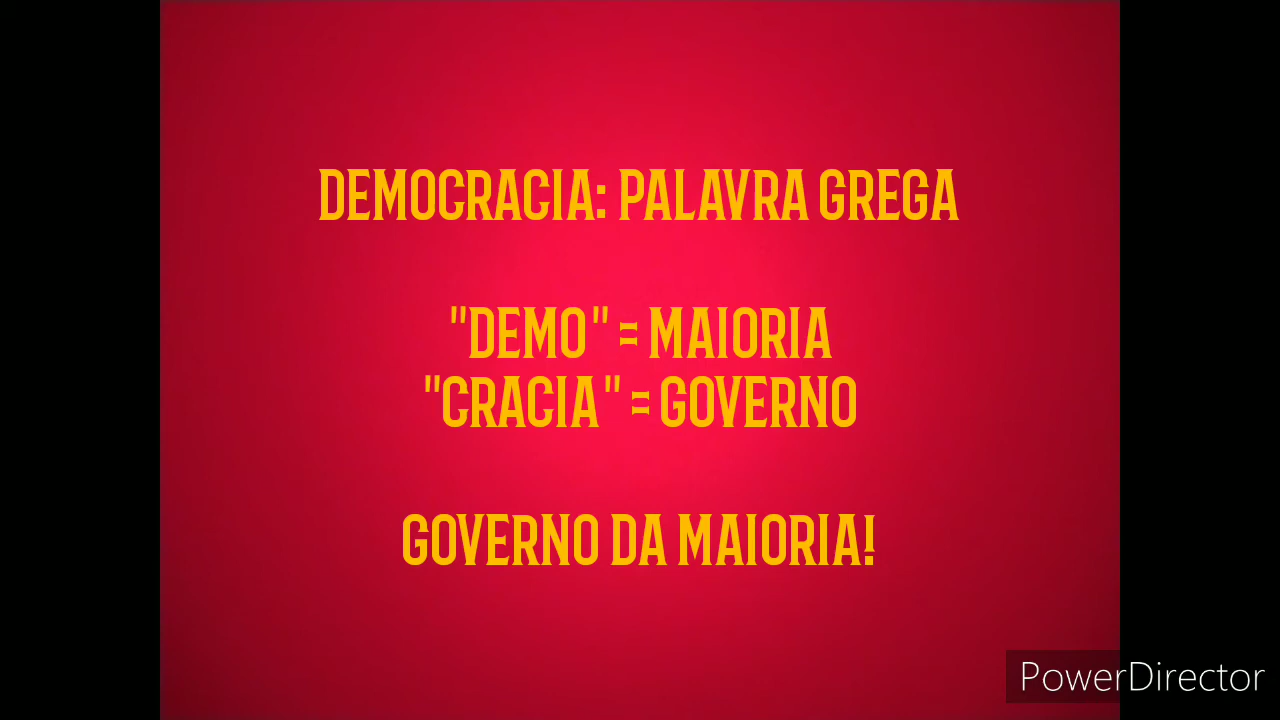 DEMOCRACIA: PALAVRA GREGA
"DEMO" = MAIORIA
"CRACIA" = GOVERNO
GOVERNO DA MAIORIA!
PowerDirector